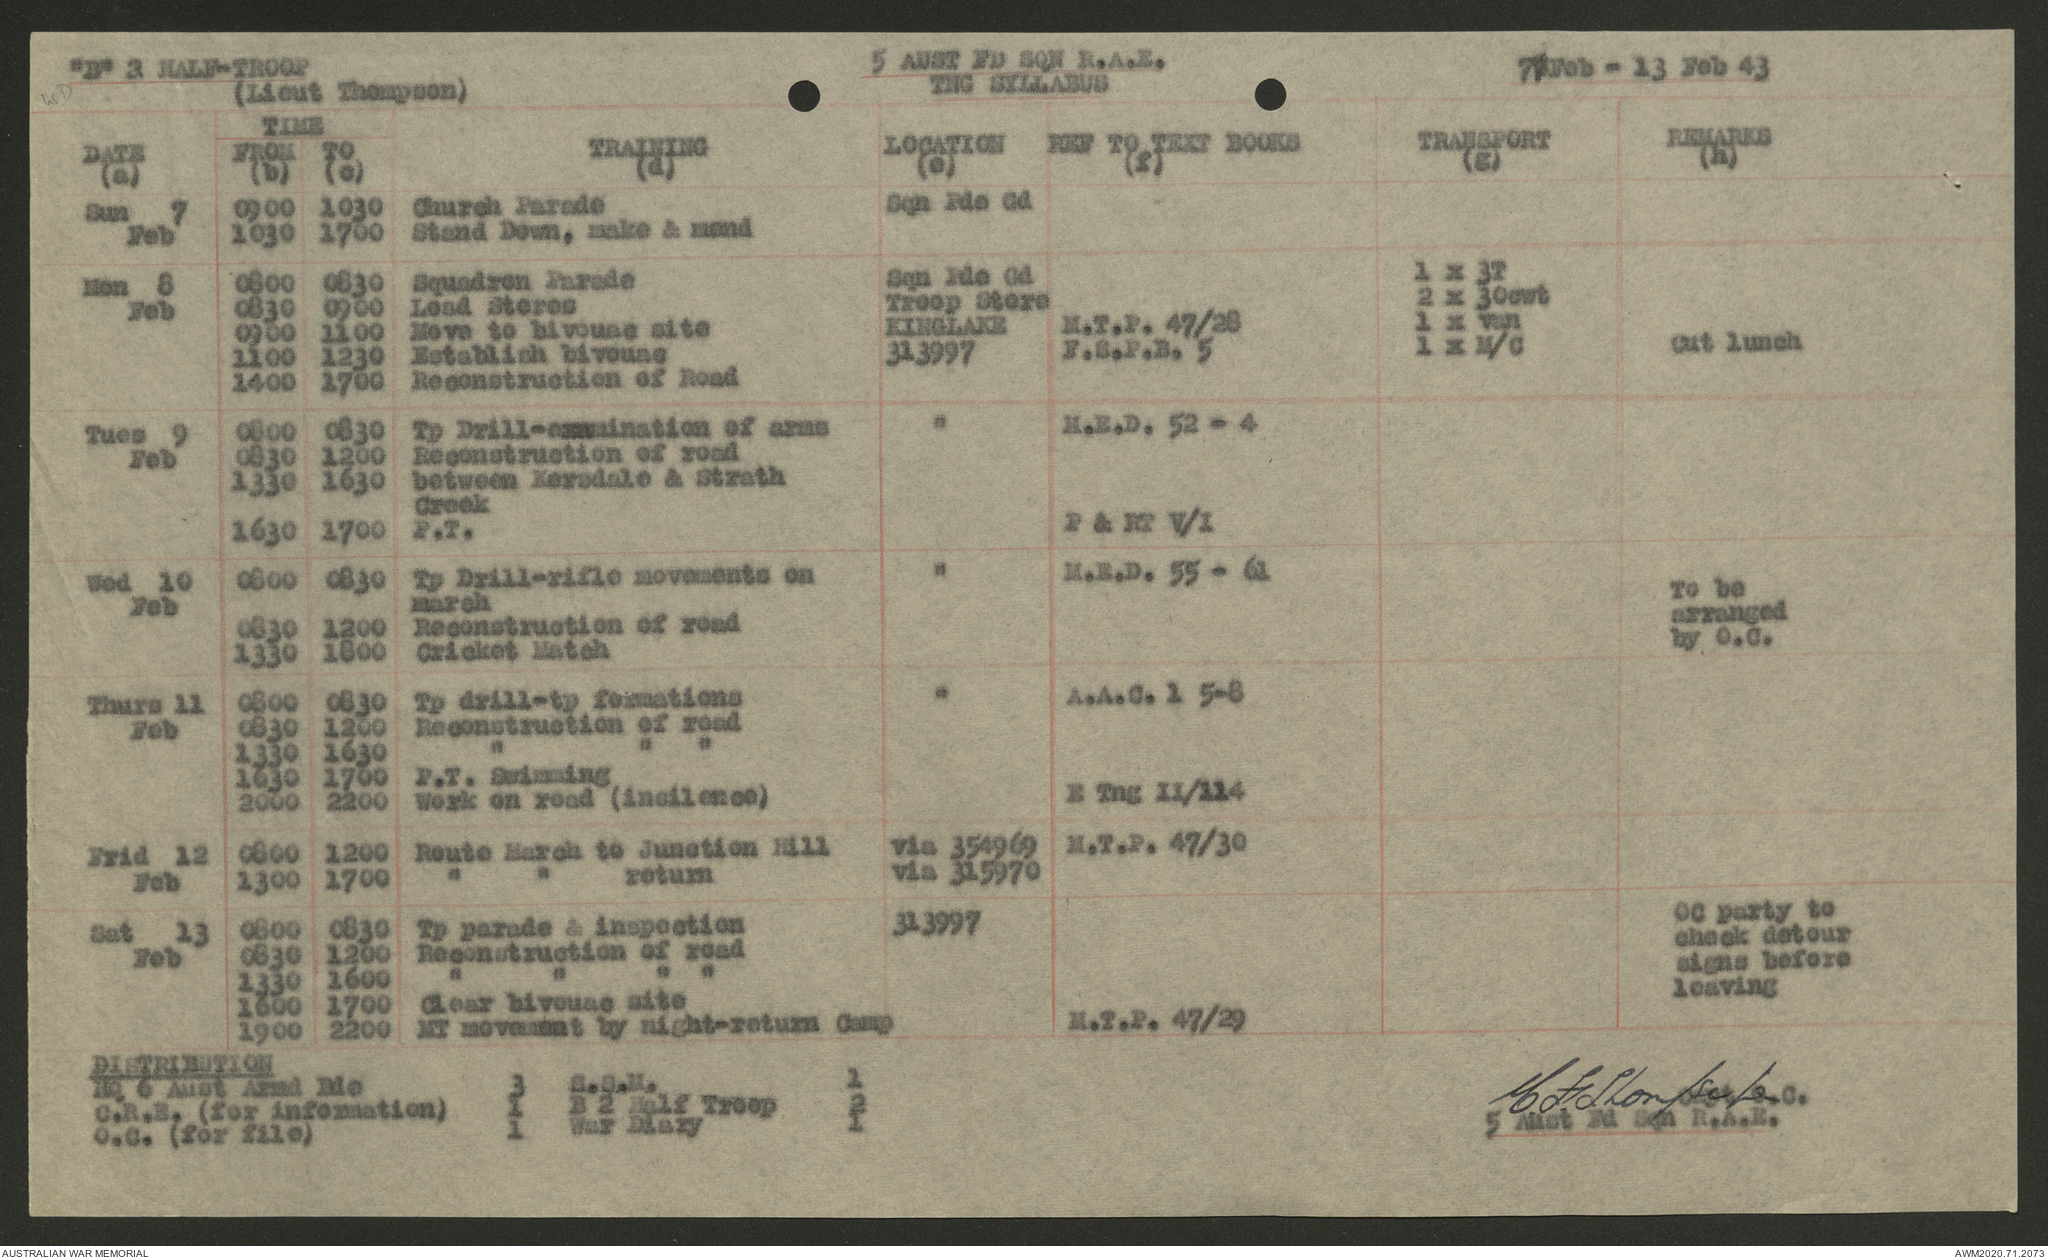 "B" 2 HALF-TROOP
(Lieut Thompson)
5 AUST FD SQN R.A.E.
TNG SYLLABUS
7 Feb - 13 Feb 43
WD
TIME
DATE FROM TO TRAINING LOCATION REF TO TEXT BOOKS TRANSPORT REMARKS
(a) (b) (c) (d) (e) (f) (g) (h)
Sun 7 0900 1030 Church Parade Sqn Pde Gd
Feb 1030 1700 Stand Down, make & mend
Mon 8 0800 0830 Squadron Parade Sqn Pde Gd 1 x 3T
Feb 0830 0900 Load Stores Troop Store 2 x 30cwt
0900 1100 Move to bivouac site KINGLAKE M.T.P. 47/28 1 x van
1100 1230 Establish bivouac 313997 F.S.P.B. 5 1 x M/C Cut lunch
1400 1700 Reconstruction of Road
Tues 9 0800 0830 Tp Drill-examination of arms " M.E.D. 52 - 4
Feb 0830 1200 Reconstruction of road
1330 1630 between Kersdale & Strath
Creek
1630 1700 P.T. P & RT V/I
Wed 10 0800 0830 Tp Drill-rifle movements on " M.E.D. 55 - 61 To be
Feb march arranged
0830 1200 Reconstruction of road by O.C.
1330 1800 Cricket Match
Thurs 11 0800 0830 Tp drill-tp formations " A.A.C. 1 5-8
Feb 0830 1200 Reconstruction of road
1330 1630 " " "
1630 1700 P.T. Swimming
2000 2200 Work on road (insilence) E Tng II/114
Frid 12 0800 1200 Route March to Junction Hill via 354969 M.T.P. 47/30
Feb 1300 1700 " " return via 315970
Sat 13 0800 0830 Tp parade & inspection 313997 OC party to
Feb 0830 1200 Reconstruction of road check detour
1330 1600 " " " " signs before
1600 1700 Clear bivouac site leaving
1900 2200 MT movement by night-return Camp M.T.P. 47/29
DISTRIBUTION
HQ 6 Aust Armd Bde 3 S.S.M. 1
C.R.E. (for information) 1 B 2 Half Troop 2
O.C. (for file) 1 War Diary 1
O.C.
5 Aust Fd Sqn R.A.E.
AUSTRALIAN WAR MEMORIAL
AWM2020.71.2073